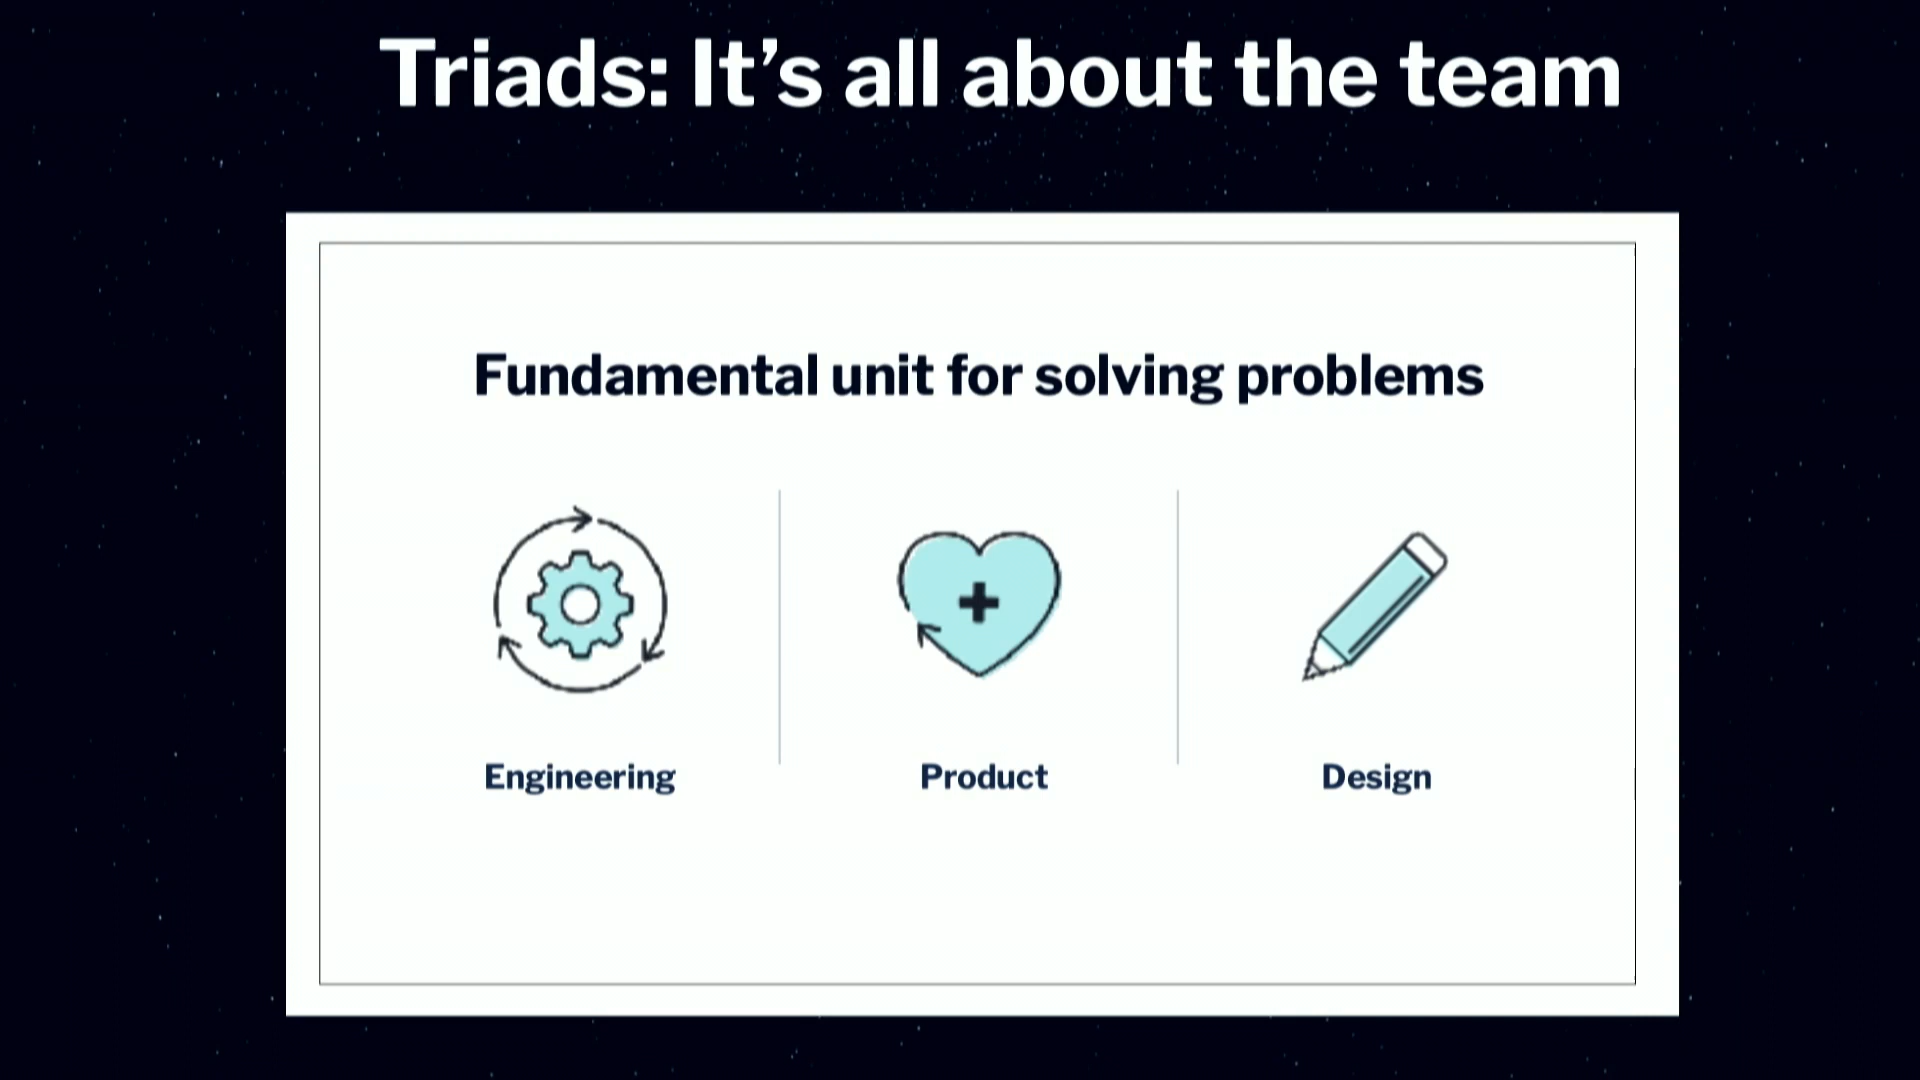 Triads: It’s all about the team
Fundamental unit for solving problems
Engineering
Product
Design